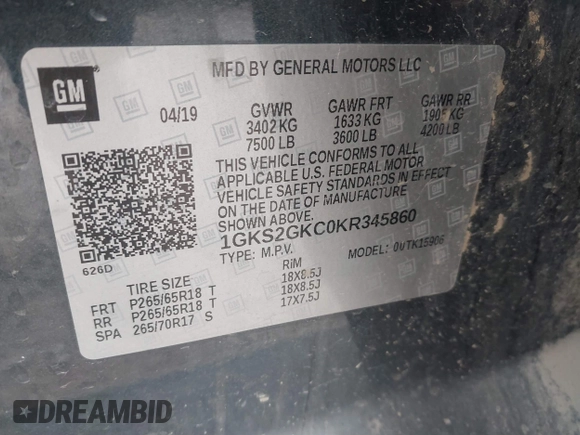 GM
MFD BY GENERAL MOTORS LLC
04/19 GVWR GAWR FRT GAWR RR
3402 KG 1633 KG 1905 KG
7500 LB 3600 LB 4200 LB
THIS VEHICLE CONFORMS TO ALL
APPLICABLE U.S. FEDERAL MOTOR
VEHICLE SAFETY STANDARDS IN EFFECT
ON THE DATE OF MANUFACTURE
SHOWN ABOVE.
1GKS2GKC0KR345860
TYPE: M.P.V. MODEL:
626D
TIRE SIZE RIM
FRT P265/65R18 T 18X8.5J
RR P265/65R18 T 18X8.5J
SPA 265/70R17 S 17X7.5J
DREAMBID